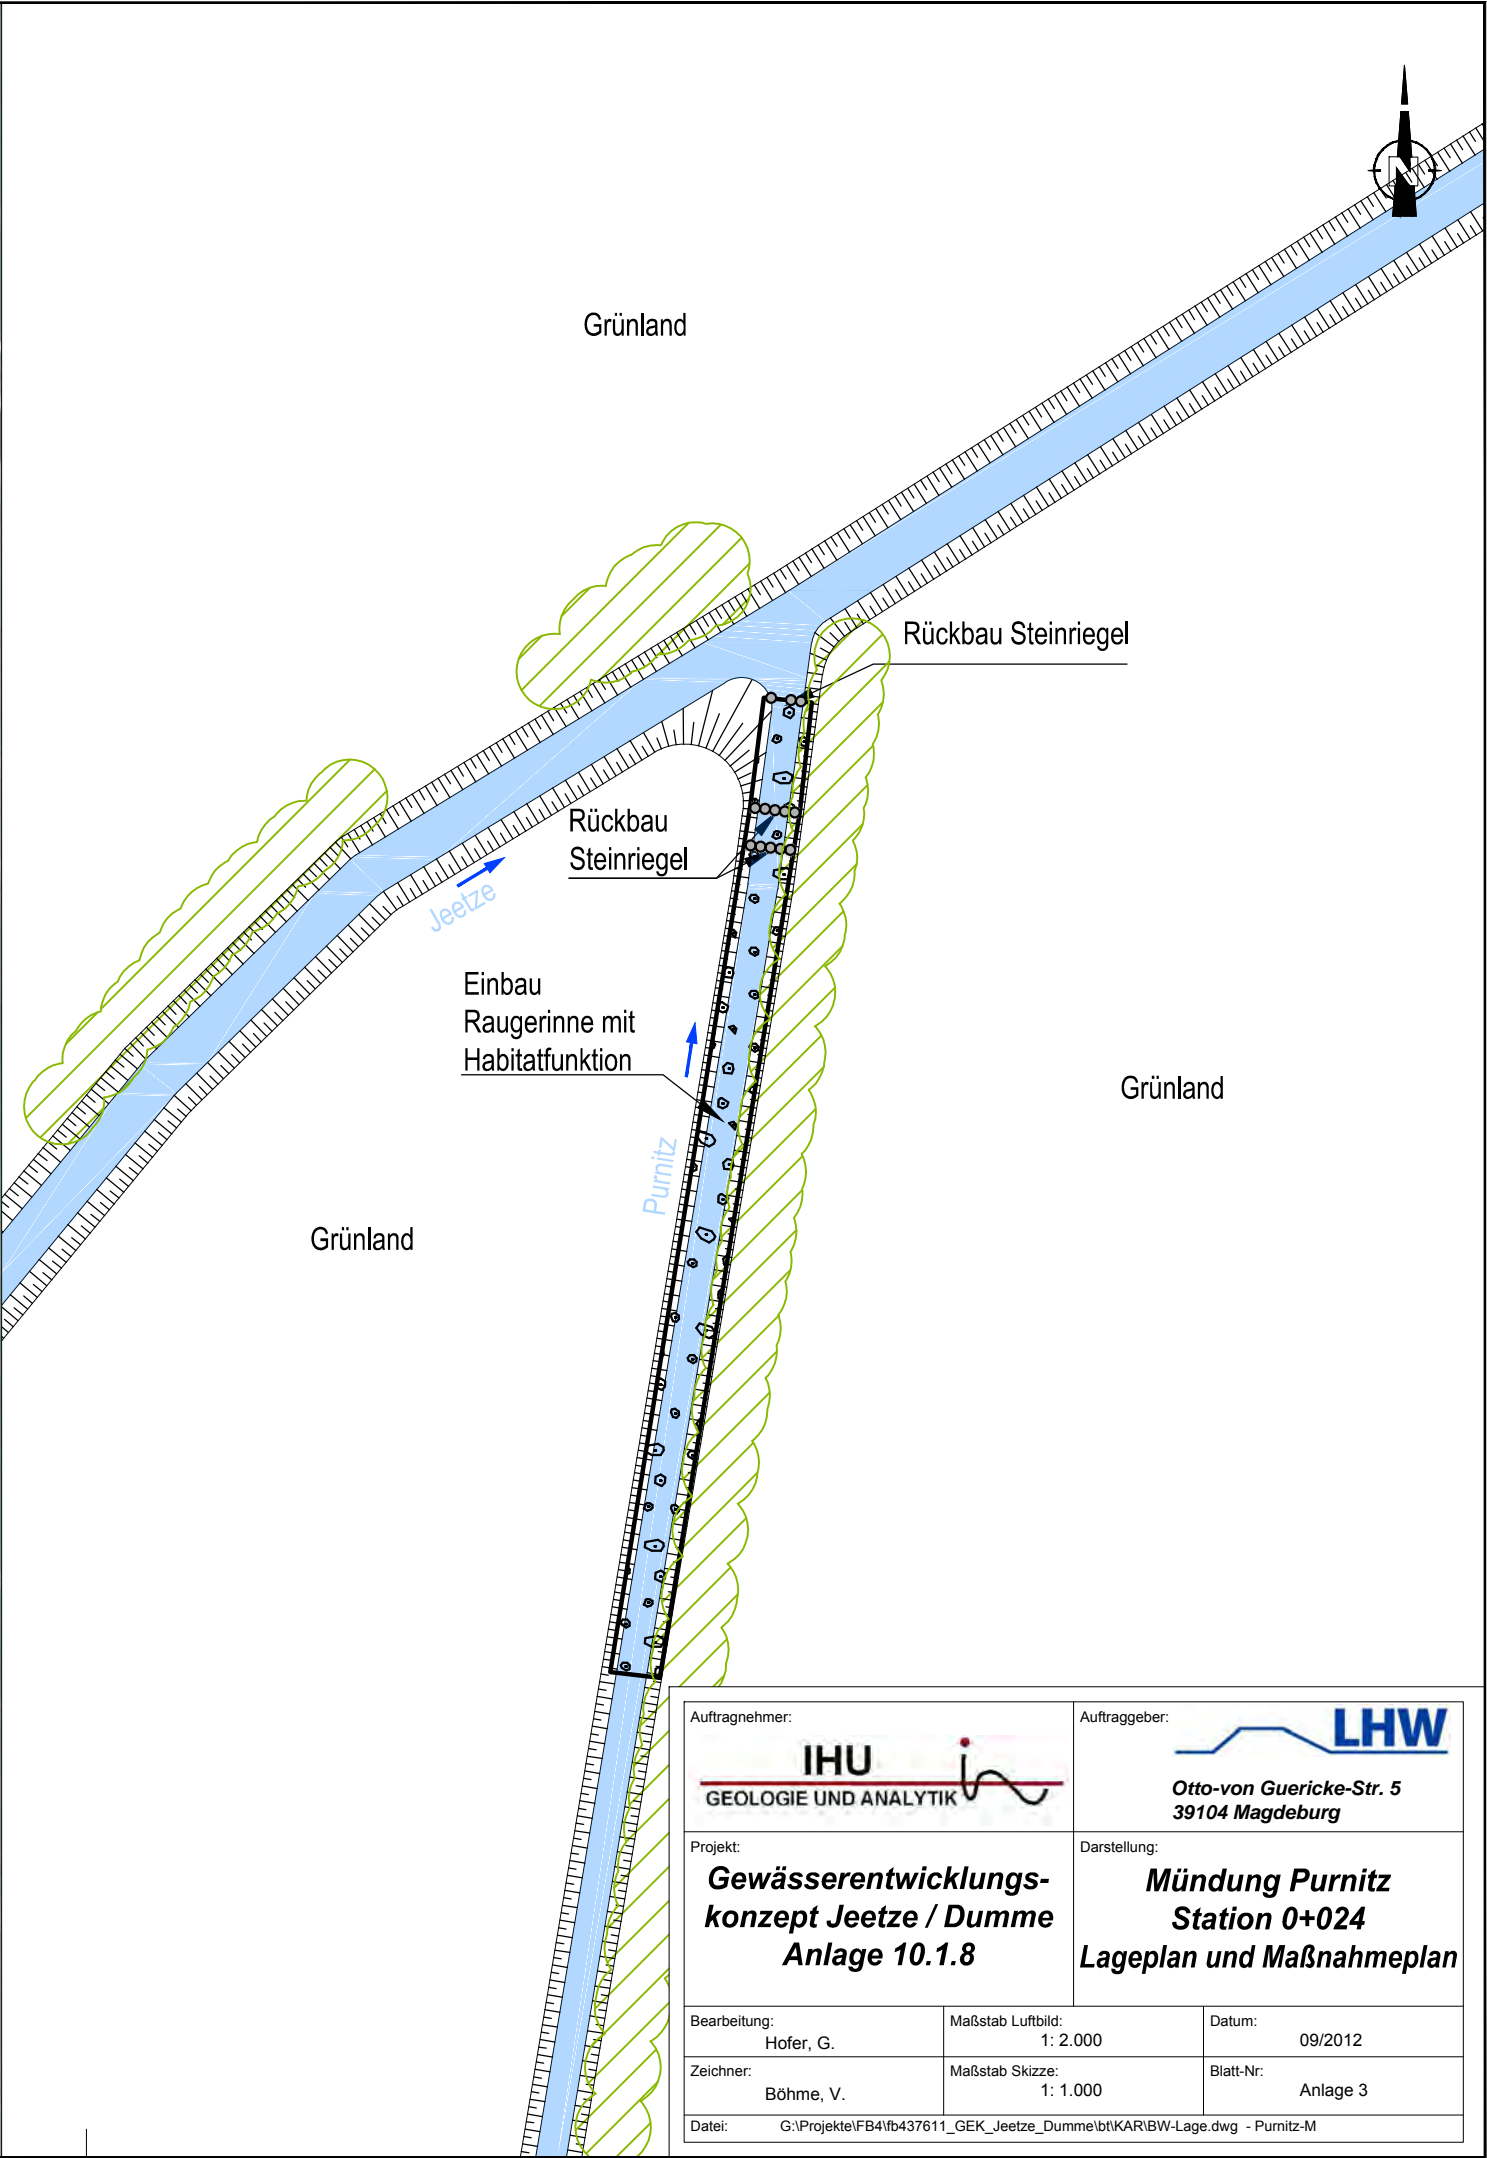 N
Grünland
Rückbau Steinriegel
Rückbau
Steinriegel
Jeetze
Einbau
Raugerinne mit
Habitatfunktion
Grünland
Purnitz
Grünland
Auftragnehmer:
IHU
GEOLOGIE UND ANALYTIK
Auftraggeber:
LHW
Otto-von Guericke-Str. 5
39104 Magdeburg
Projekt:
Gewässerentwicklungs-
konzept Jeetze / Dumme
Anlage 10.1.8
Darstellung:
Mündung Purnitz
Station 0+024
Lageplan und Maßnahmeplan
Bearbeitung:
Hofer, G.
Maßstab Luftbild:
1: 2.000
Datum:
09/2012
Zeichner:
Böhme, V.
Maßstab Skizze:
1: 1.000
Blatt-Nr:
Anlage 3
Datei: G:\Projekte\FB4\fb437611_GEK_Jeetze_Dumme\bt\KAR\BW-Lage.dwg - Purnitz-M